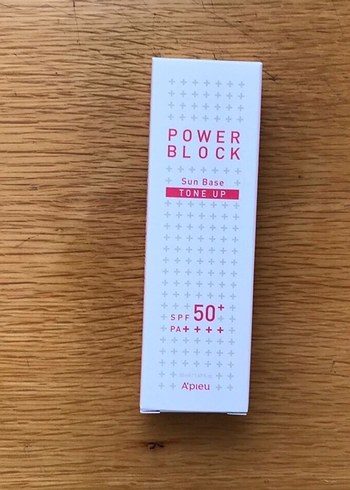 POWER
BLOCK
Sun Base
TONE UP
SPF 50+
PA++++
A'PIEU